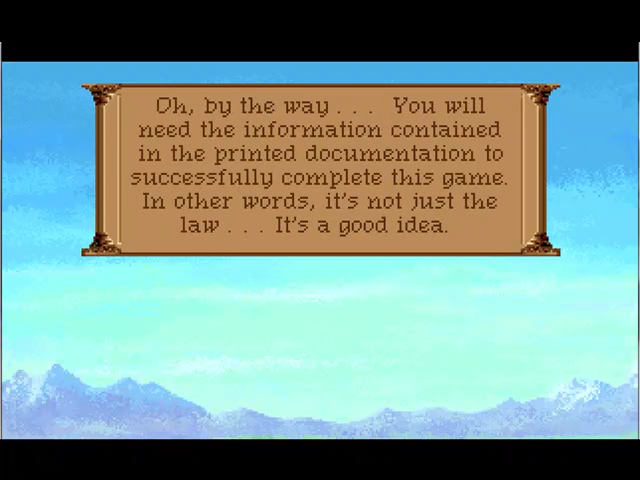 Oh, by the way . . .  You will
need the information contained
in the printed documentation to
successfully complete this game.
In other words, it's not just the
law . . . It's a good idea.